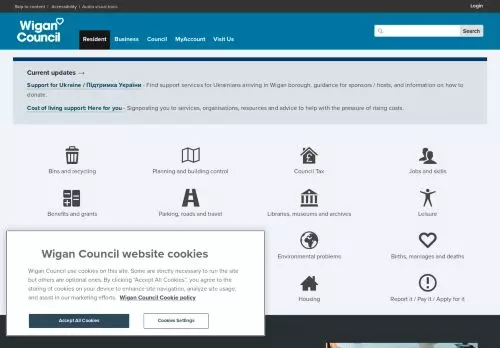 Skip to content | Accessibility | Audio visual tools
Login
Wigan
Council
Resident Business Council MyAccount Visit Us
Search
Current updates →
Support for Ukraine / Підтримка України - Find support services for Ukrainians arriving in Wigan borough, guidance for sponsors / hosts, and information on how to
donate.
Cost of living support: Here for you - Signposting you to services, organisations, resources and advice to help with the pressure of rising costs.
Bins and recycling
Planning and building control
Council Tax
Jobs and skills
Benefits and grants
Parking, roads and travel
Libraries, museums and archives
Leisure
Environmental problems
Births, marriages and deaths
Housing
Report it / Pay it / Apply for it
Wigan Council website cookies
Wigan Council use cookies on this site. Some are strictly necessary to run the site
but others are optional ones. By clicking "Accept All Cookies", you agree to the
storing of cookies on your device to enhance site navigation, analyze site usage,
and assist in our marketing efforts. Wigan Council Cookie policy
Accept All Cookies
Cookies Settings